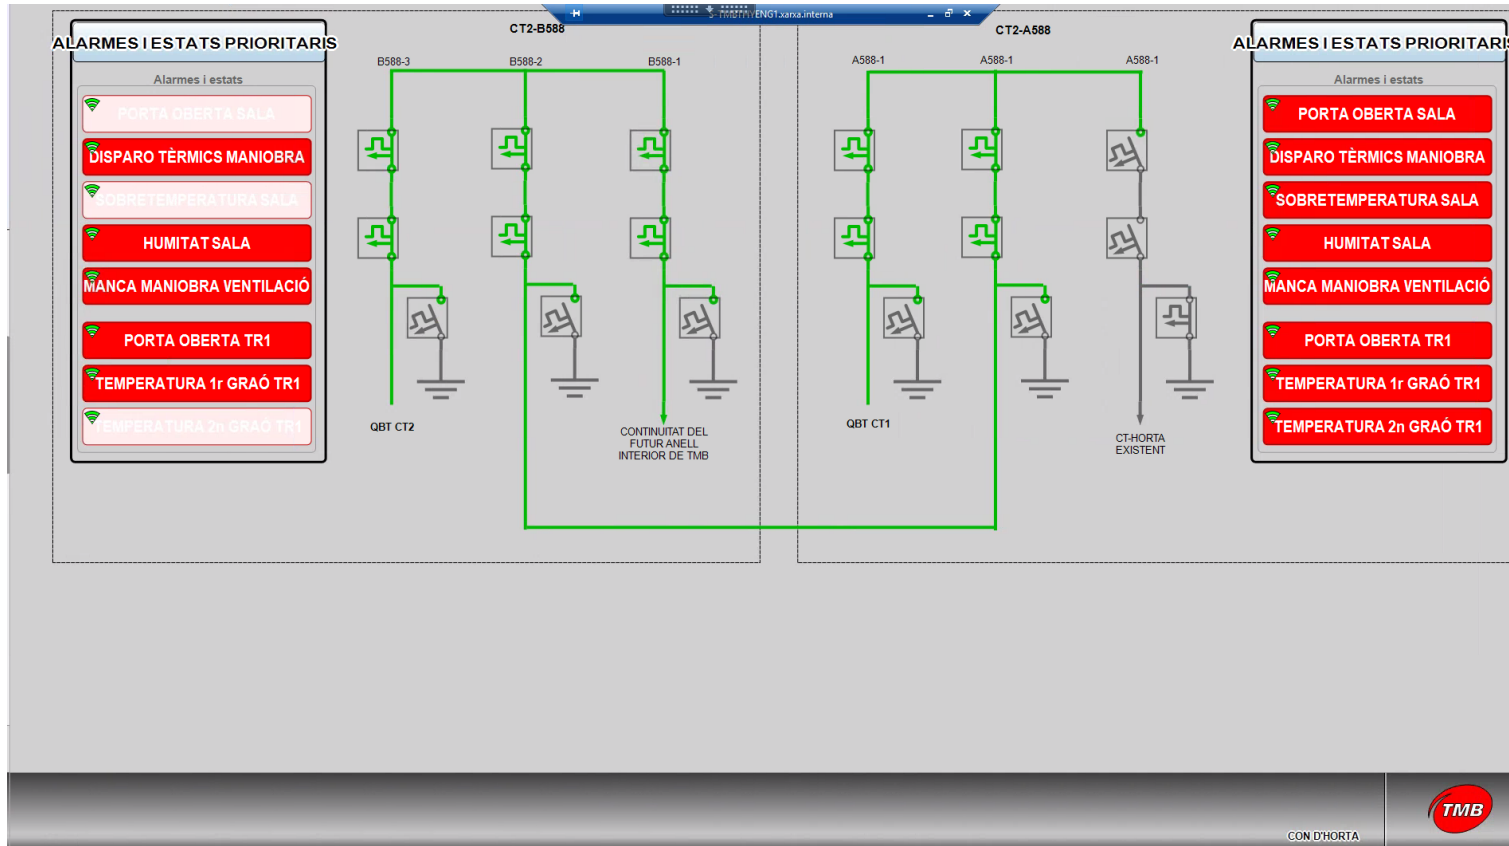 S-TMBTMYENG1.xarxa.interna
ALARMES I ESTATS PRIORITARIS
Alarmes i estats
PORTA OBERTA SALA
DISPARO TÈRMICS MANIOBRA
SOBRETEMPERATURA SALA
HUMITAT SALA
MANCA MANIOBRA VENTILACIÓ
PORTA OBERTA TR1
TEMPERATURA 1r GRAÓ TR1
TEMPERATURA 2n GRAÓ TR1
CT2-B588
B588-3
B588-2
B588-1
QBT CT2
CONTINUITAT DEL
FUTUR ANELL
INTERIOR DE TMB
CT2-A588
A588-1
A588-1
A588-1
QBT CT1
CT-HORTA
EXISTENT
ALARMES I ESTATS PRIORITARIS
Alarmes i estats
PORTA OBERTA SALA
DISPARO TÈRMICS MANIOBRA
SOBRETEMPERATURA SALA
HUMITAT SALA
MANCA MANIOBRA VENTILACIÓ
PORTA OBERTA TR1
TEMPERATURA 1r GRAÓ TR1
TEMPERATURA 2n GRAÓ TR1
CON D'HORTA
TMB